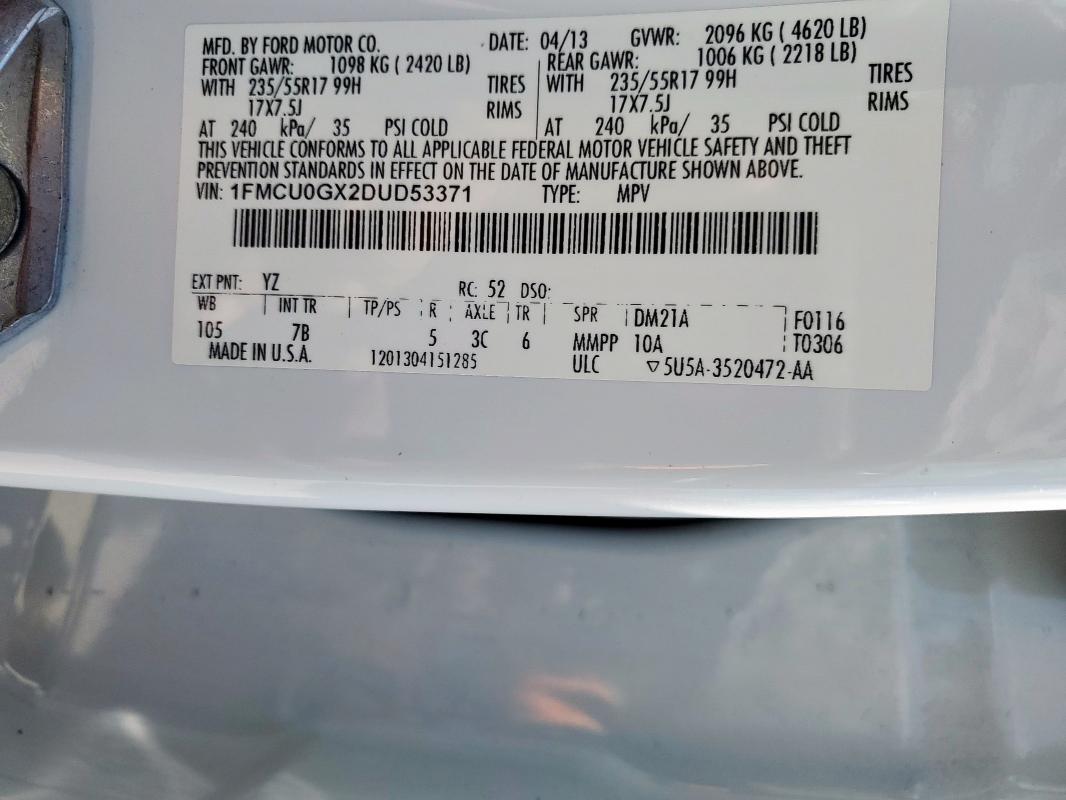 MFD. BY FORD MOTOR CO. DATE: 04/13 GVWR: 2096 KG ( 4620 LB)
FRONT GAWR: 1098 KG ( 2420 LB) REAR GAWR: 1006 KG ( 2218 LB)
WITH 235/55R17 99H TIRES WITH 235/55R17 99H TIRES
17X7.5J RIMS 17X7.5J RIMS
AT 240 kPa/ 35 PSI COLD AT 240 kPa/ 35 PSI COLD
THIS VEHICLE CONFORMS TO ALL APPLICABLE FEDERAL MOTOR VEHICLE SAFETY AND THEFT
PREVENTION STANDARDS IN EFFECT ON THE DATE OF MANUFACTURE SHOWN ABOVE.
VIN: 1FMCU0GX2DUD53371 TYPE: MPV
EXT PNT: YZ RC: 52 DSO:
WB INT TR TP/PS R AXLE TR SPR DM21A F0116
105 7B 5 3C 6 MMPP 10A T0306
MADE IN U.S.A. 1201304151285 ULC ▽5U5A-3520472-AA